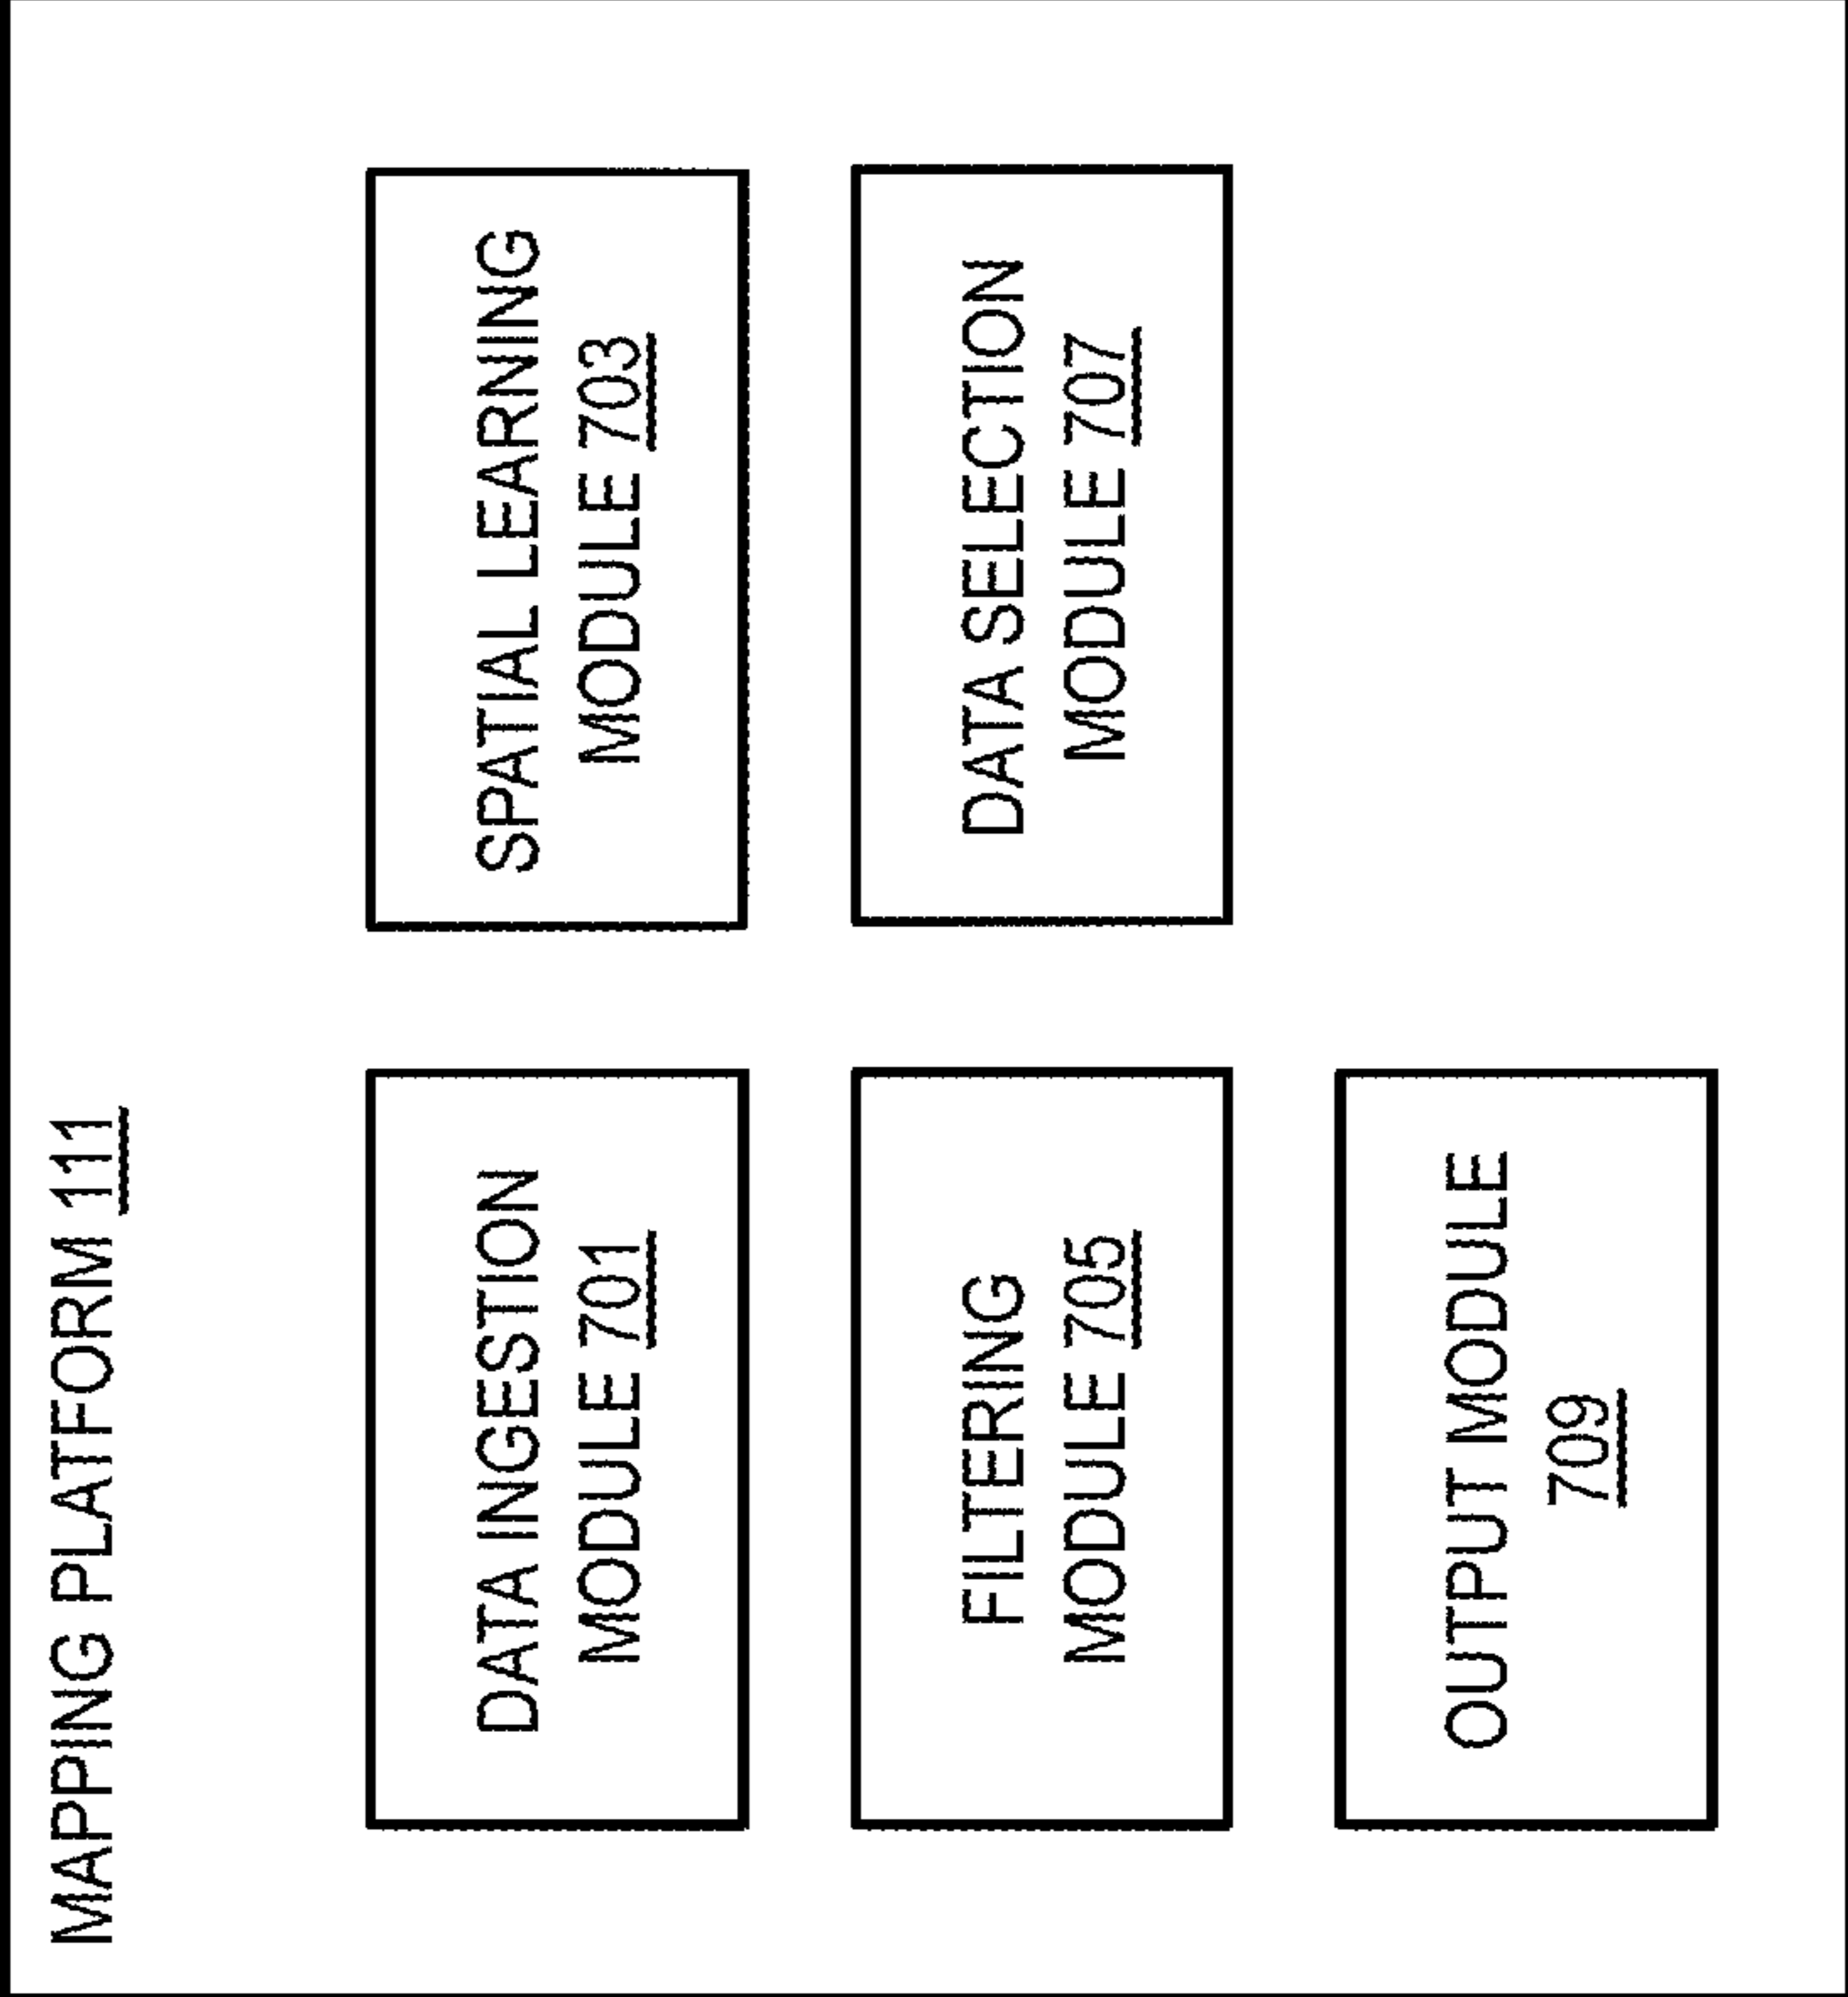 MAPPING PLATFORM 111
DATA INGESTION
MODULE 701
SPATIAL LEARNING
MODULE 703
FILTERING
MODULE 705
DATA SELECTION
MODULE 707
OUTPUT MODULE
709